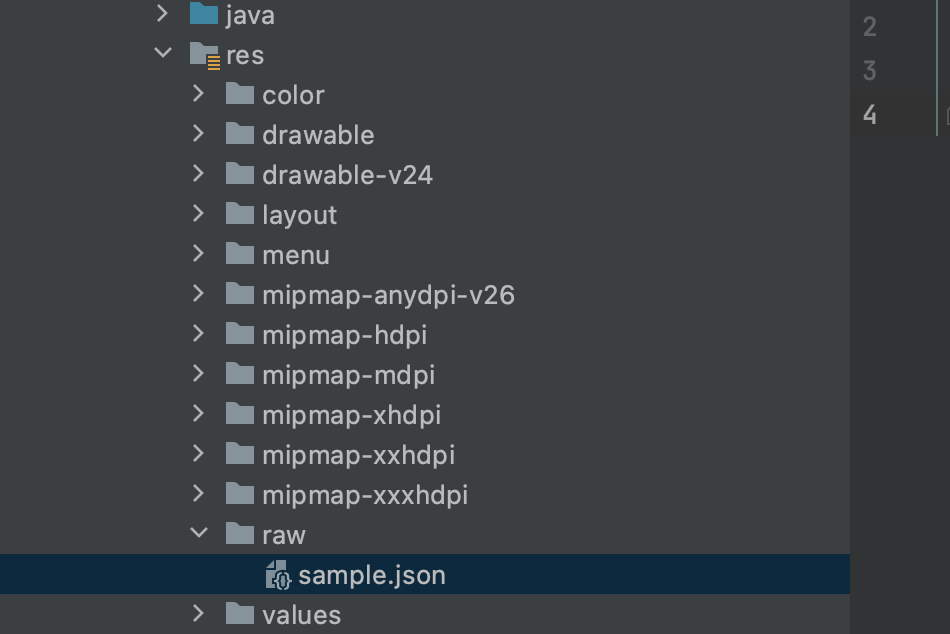 java
res
color
drawable
drawable-v24
layout
menu
mipmap-anydpi-v26
mipmap-hdpi
mipmap-mdpi
mipmap-xhdpi
mipmap-xxhdpi
mipmap-xxxhdpi
raw
sample.json
values
2
3
4